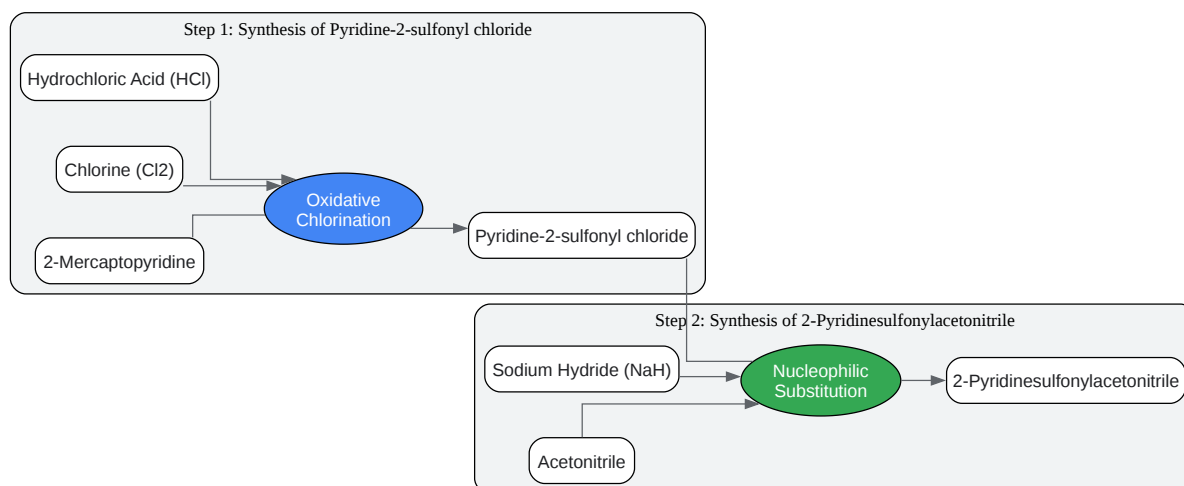 Step 1: Synthesis of Pyridine-2-sulfonyl chloride
Hydrochloric Acid (HCl)
Chlorine (Cl2)
Oxidative
Chlorination
2-Mercaptopyridine
Pyridine-2-sulfonyl chloride
Step 2: Synthesis of 2-Pyridinesulfonylacetonitrile
Sodium Hydride (NaH)
Nucleophilic
Substitution
2-Pyridinesulfonylacetonitrile
Acetonitrile